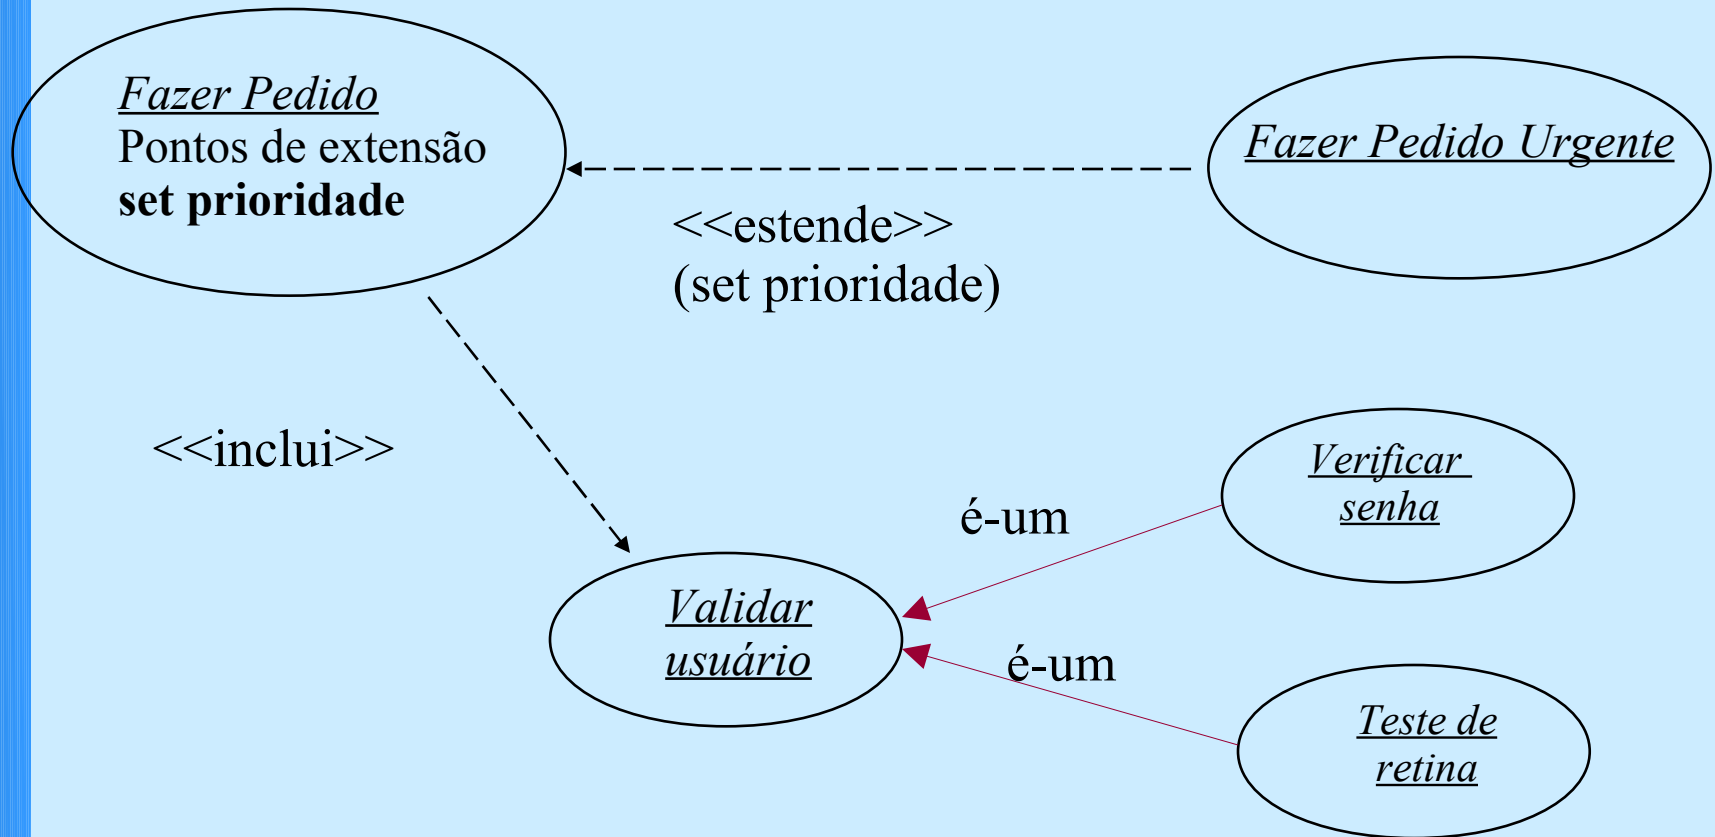 Fazer Pedido
Pontos de extensão
set prioridade
Fazer Pedido Urgente
<<estende>>
(set prioridade)
<<inclui>>
Verificar
senha
é-um
Validar
usuário
é-um
Teste de
retina